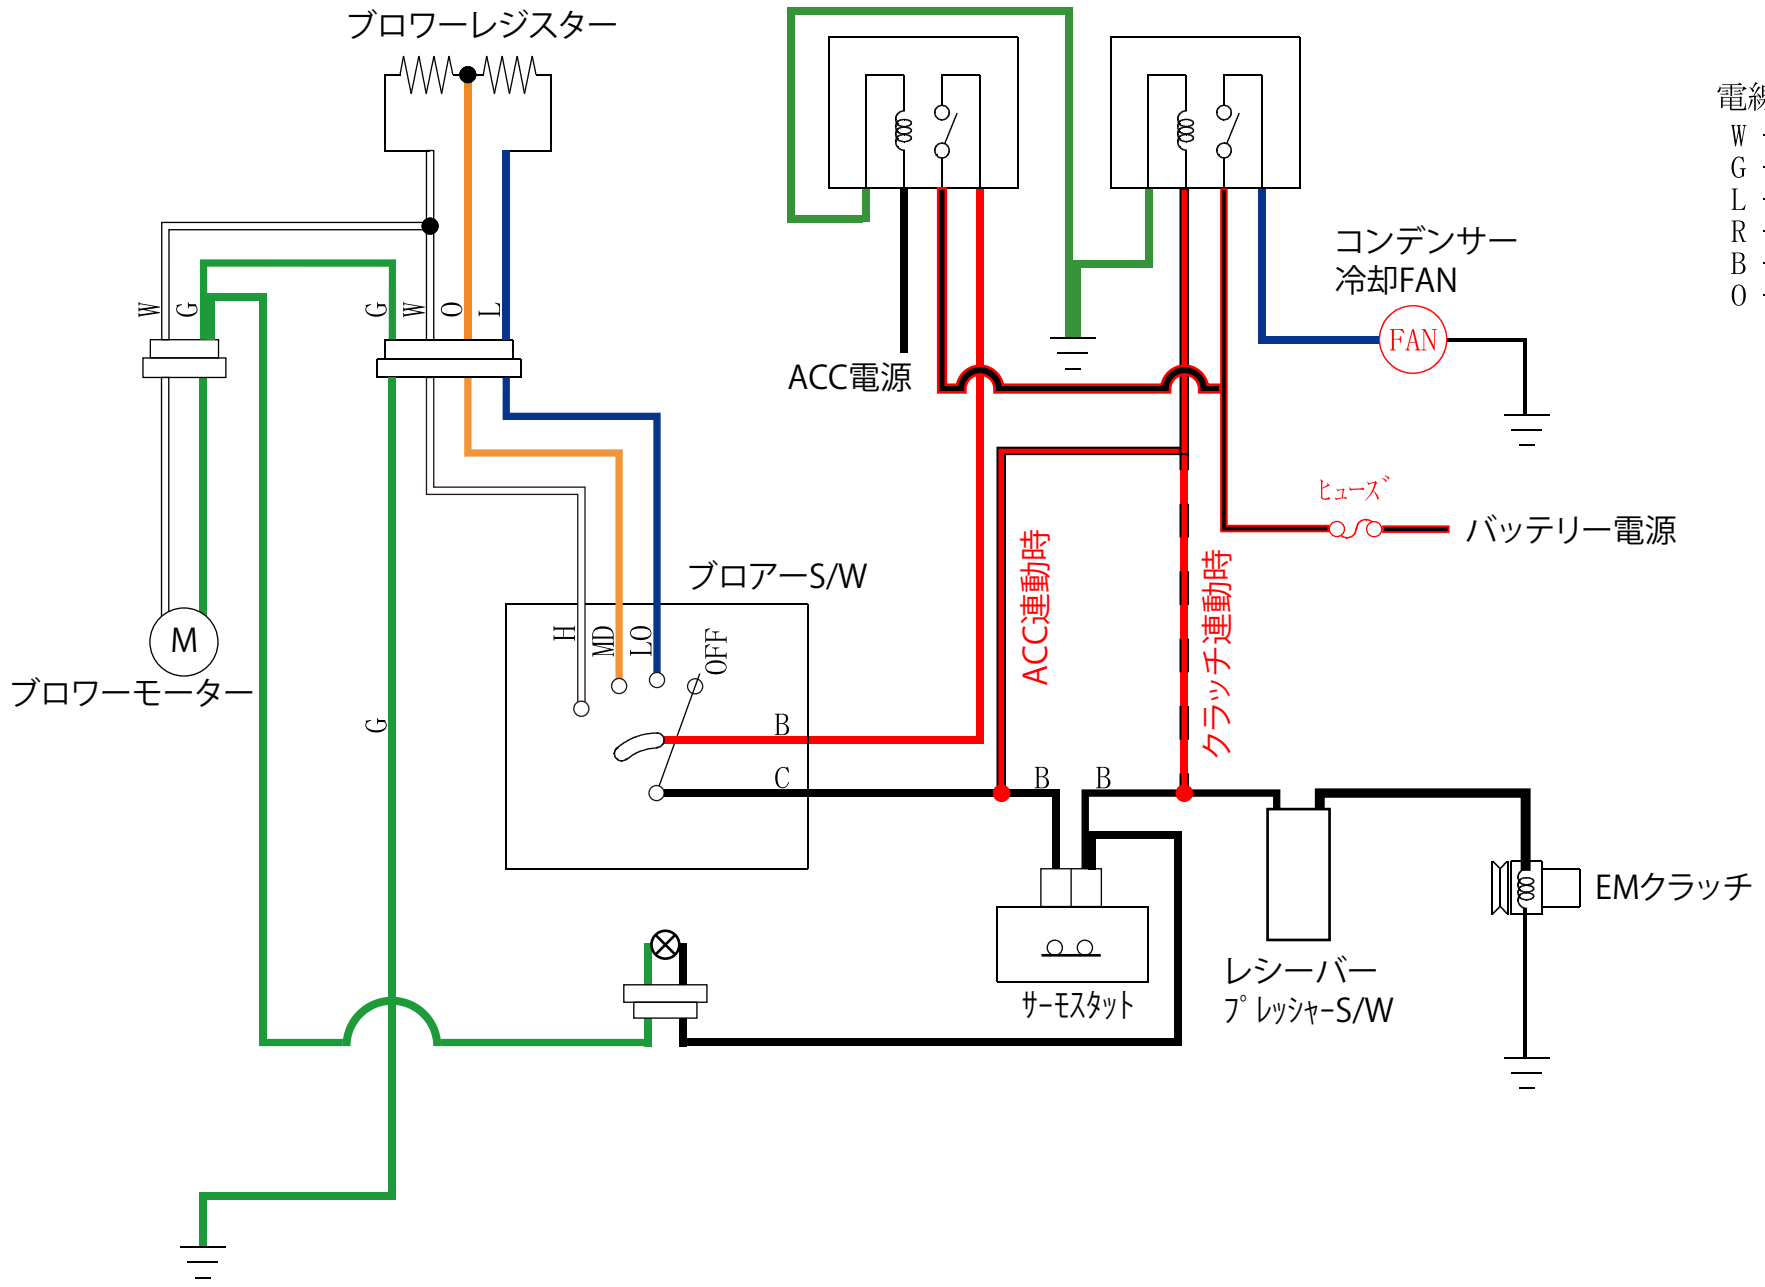 ブロワーレジスター
電線
W -
G -
L -
R -
B -
O -
コンデンサー
冷却FAN
FAN
W
G
G
W
O
L
ACC電源
ヒューズ
バッテリー電源
ブロアーS/W
H
MD
LO
OFF
ACC連動時
クラッチ連動時
M
ブロワーモーター
G
B
C
B
B
EMクラッチ
レシーバー
プレッシャーS/W
サーモスタット